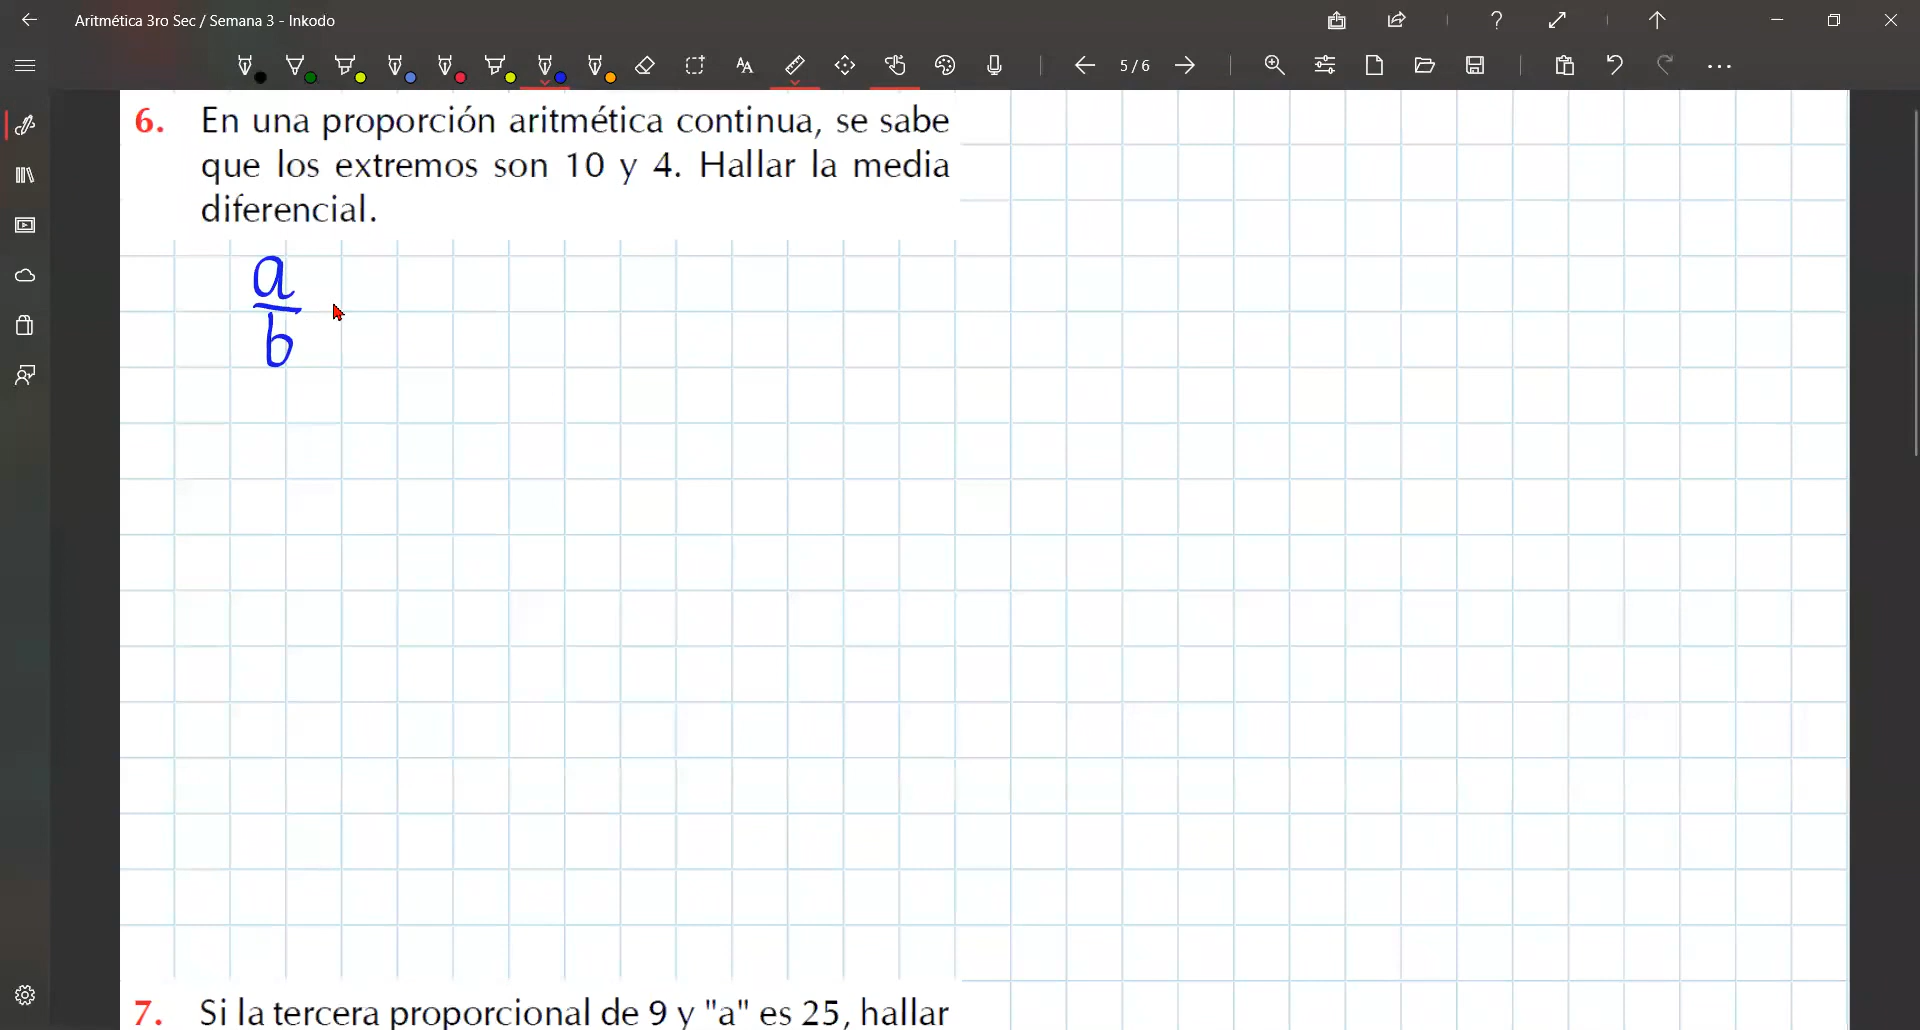 Aritmética 3ro Sec / Semana 3 - Inkodo
5 / 6
6. En una proporción aritmética continua, se sabe
que los extremos son 10 y 4. Hallar la media
diferencial.
a
b
7. Si la tercera proporcional de 9 y "a" es 25, hallar